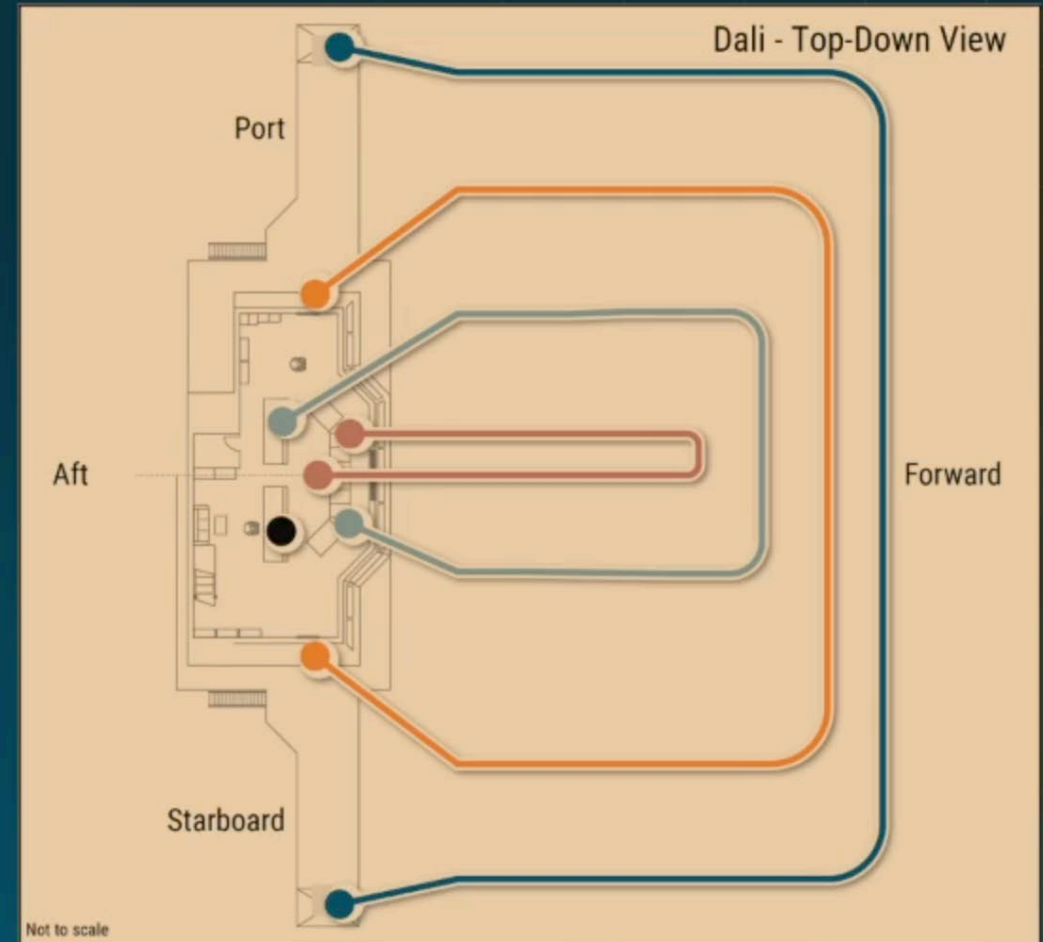 Dali - Top-Down View
Port
Aft
Forward
Starboard
Not to scale